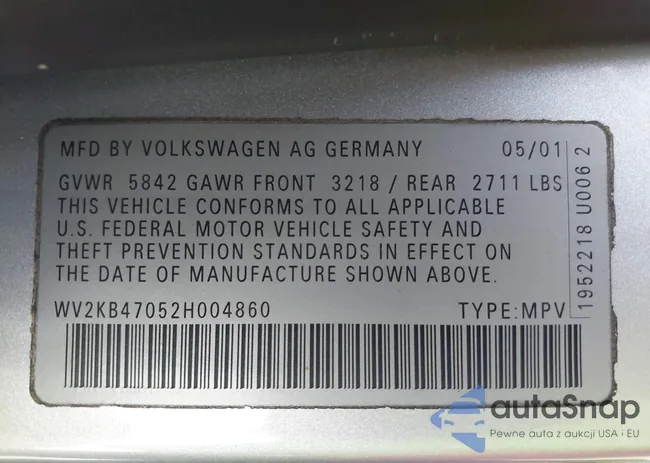 MFD BY VOLKSWAGEN AG GERMANY 05/01
GVWR 5842 GAWR FRONT 3218 / REAR 2711 LBS
THIS VEHICLE CONFORMS TO ALL APPLICABLE
U.S. FEDERAL MOTOR VEHICLE SAFETY AND
THEFT PREVENTION STANDARDS IN EFFECT ON
THE DATE OF MANUFACTURE SHOWN ABOVE.
WV2KB47052H004860 TYPE:MPV
1952218 U006 2
autaSnap
Pewne auta z aukcji USA i EU